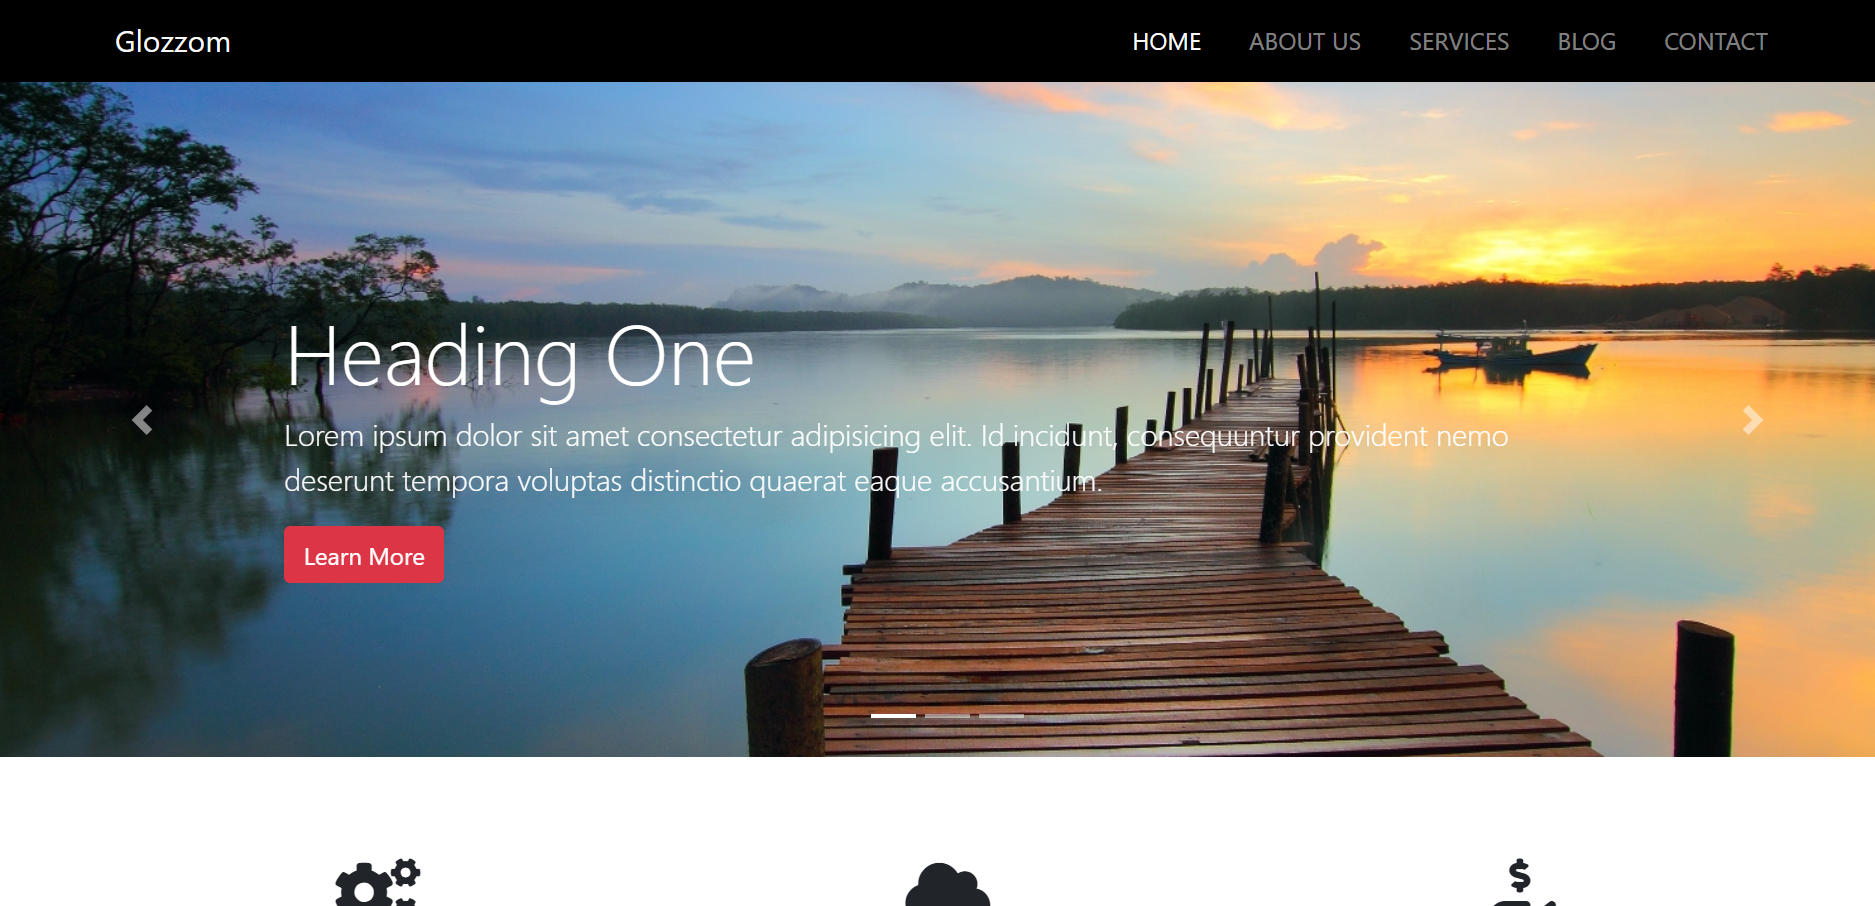 Glozzom
HOME ABOUT US SERVICES BLOG CONTACT
Heading One
Lorem ipsum dolor sit amet consectetur adipisicing elit. Id incidunt, consequuntur provident nemo
deserunt tempora voluptas distinctio quaerat eaque accusantium.
Learn More
$